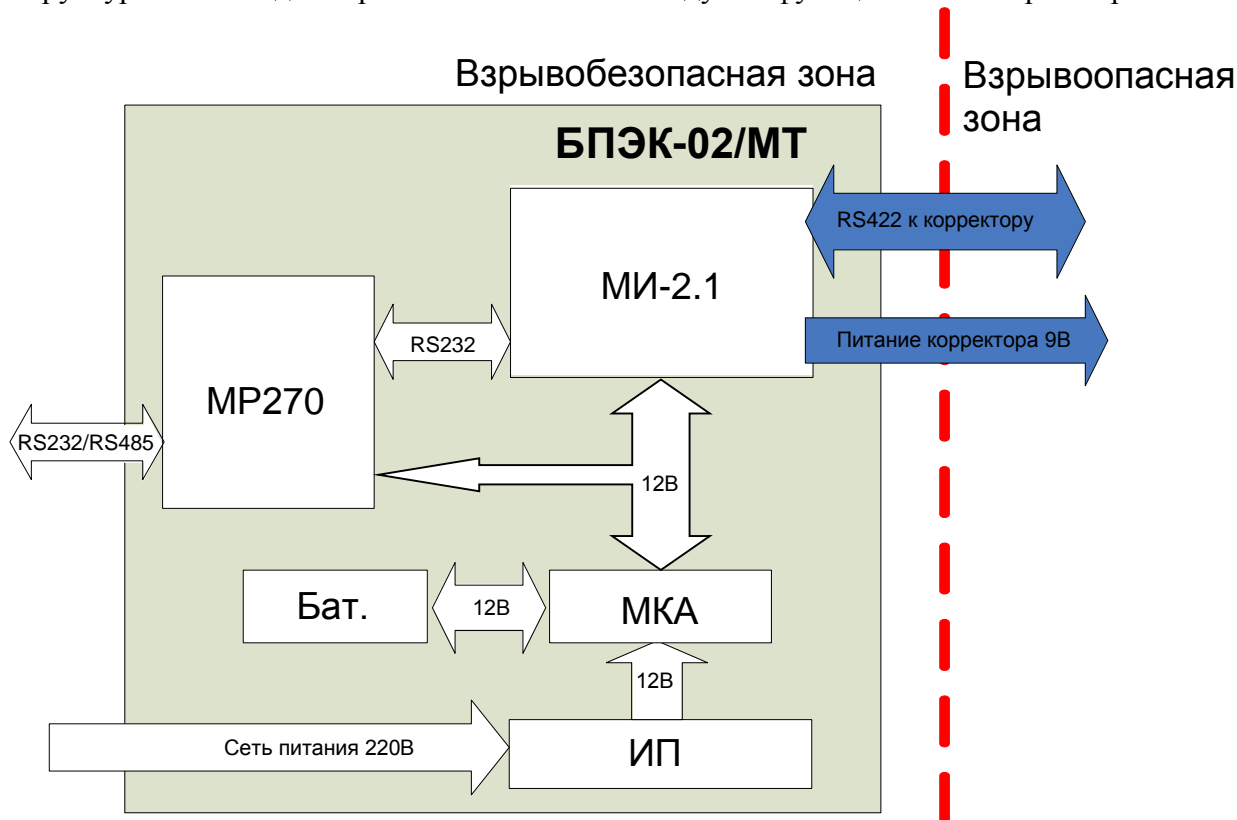 Взрывобезопасная зона
Взрывоопасная
зона
БПЭК-02/МТ
RS422 к корректору
МИ-2.1
Питание корректора 9В
RS232
МР270
RS232/RS485
12В
Бат.
12В
МКА
12В
Сеть питания 220В
ИП